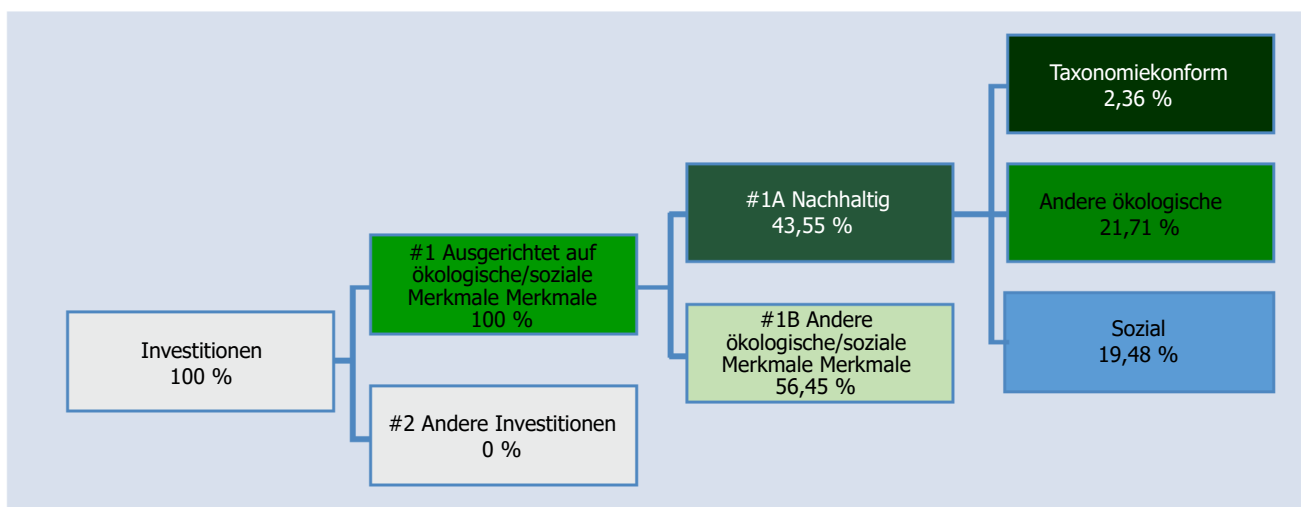 Investitionen
100 %
#1 Ausgerichtet auf
ökologische/soziale
Merkmale Merkmale
100 %
#2 Andere Investitionen
0 %
#1A Nachhaltig
43,55 %
#1B Andere
ökologische/soziale
Merkmale Merkmale
56,45 %
Taxonomiekonform
2,36 %
Andere ökologische
21,71 %
Sozial
19,48 %